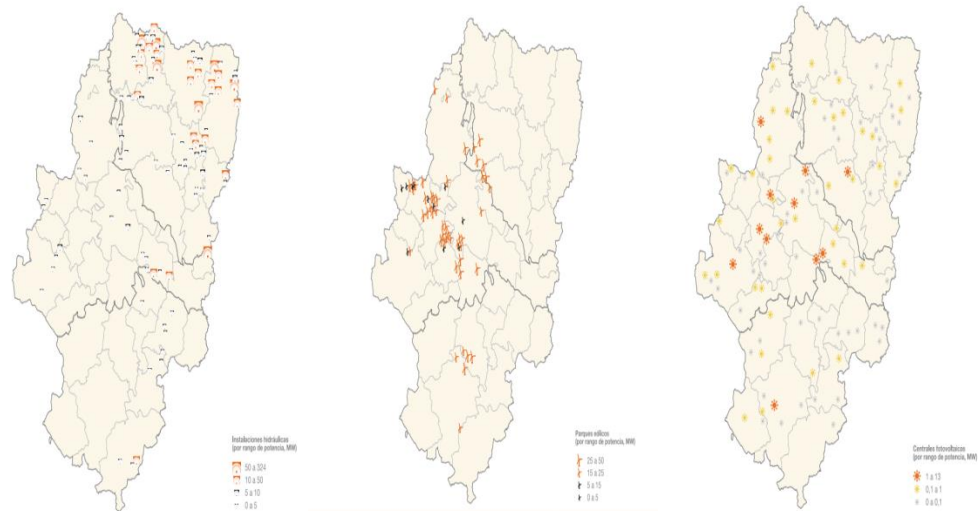 Instalaciones hidráulicas
(por rango de potencia, MW)
50 a 324
10 a 50
5 a 10
0 a 5
Parques eólicos
(por rango de potencia, MW)
25 a 50
15 a 25
5 a 15
0 a 5
Centrales fotovoltaicas
(por rango de potencia, MW)
1 a 13
0,1 a 1
0 a 0,1